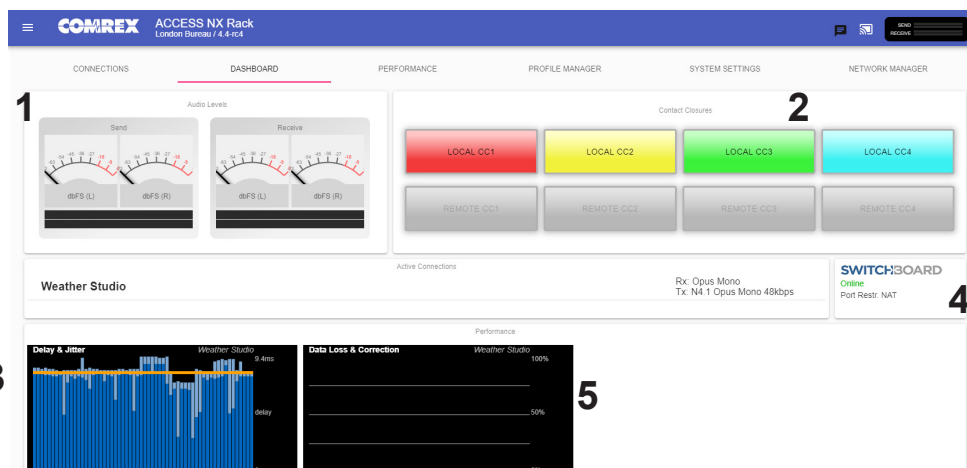 COMREX
ACCESS NX Rack
London Bureau / 4.4-rc4
SEND
RECEIVE
CONNECTIONS
DASHBOARD
PERFORMANCE
PROFILE MANAGER
SYSTEM SETTINGS
NETWORK MANAGER
1
Audio Levels
Send
Receive
dbFS (L)
dbFS (R)
dbFS (L)
dbFS (R)
Contact Closures
2
LOCAL CC1
LOCAL CC2
LOCAL CC3
LOCAL CC4
REMOTE CC1
REMOTE CC2
REMOTE CC3
REMOTE CC4
Active Connections
Weather Studio
Rx: Opus Mono
Tx: N4.1 Opus Mono 48kbps
SWITCHBOARD
Online
Port Restr. NAT
4
Performance
Delay & Jitter
Weather Studio
9.4ms
delay
Data Loss & Correction
Weather Studio
100%
50%
5